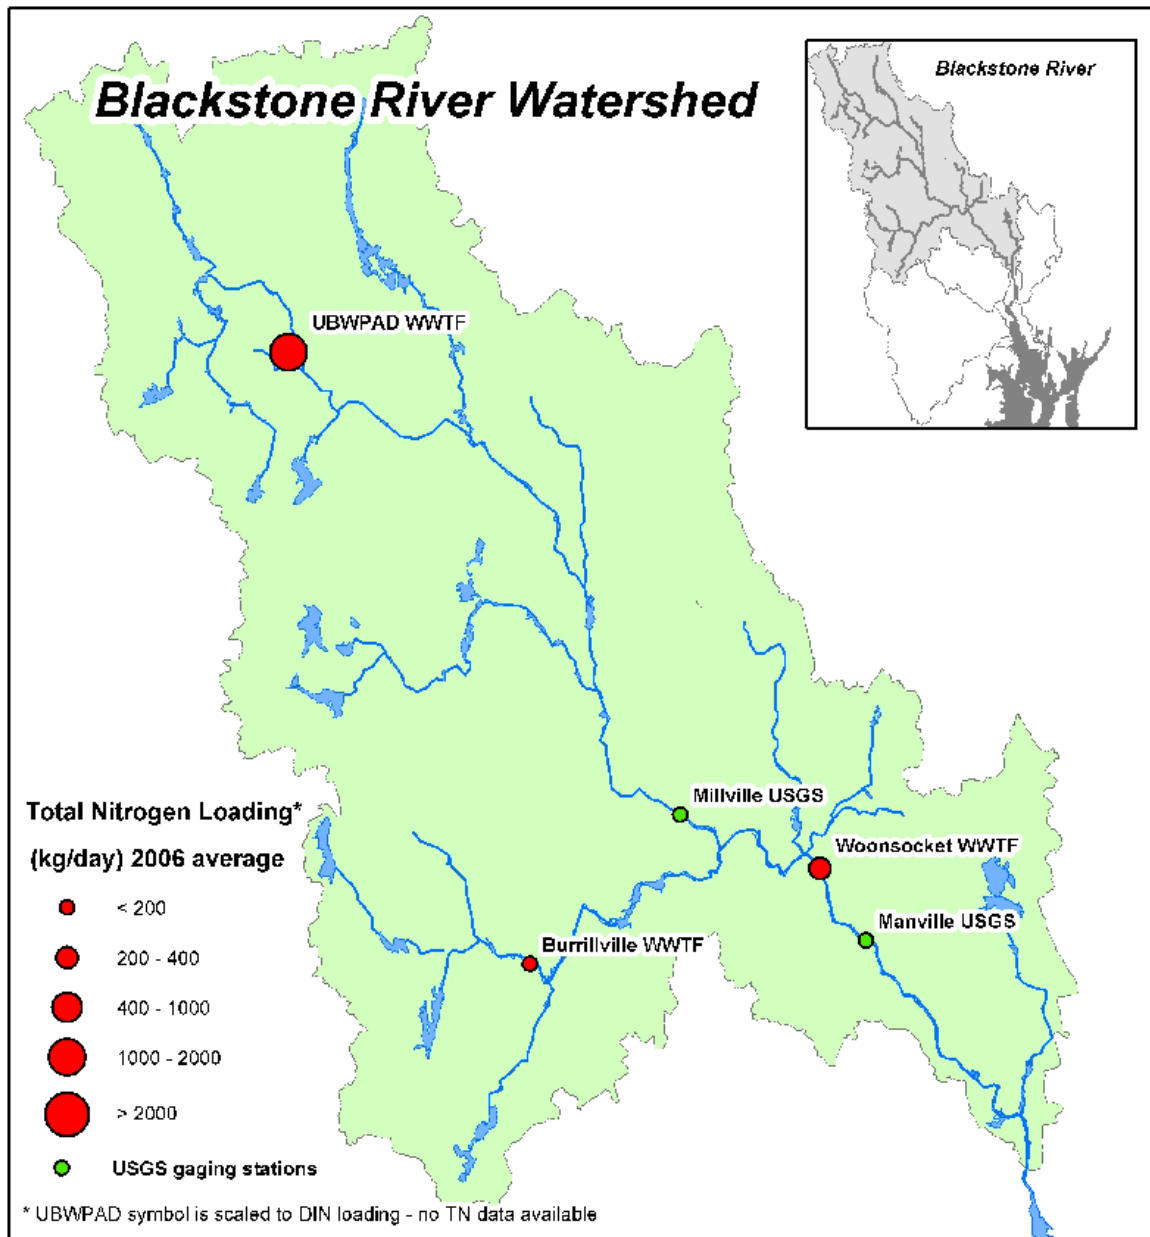 Blackstone River Watershed
Blackstone River
UBWPAD WWTF
Millville USGS
Woonsocket WWTF
Manville USGS
Burrillville WWTF
Total Nitrogen Loading*
(kg/day) 2006 average
< 200
200 - 400
400 - 1000
1000 - 2000
> 2000
USGS gaging stations
* UBWPAD symbol is scaled to DIN loading - no TN data available